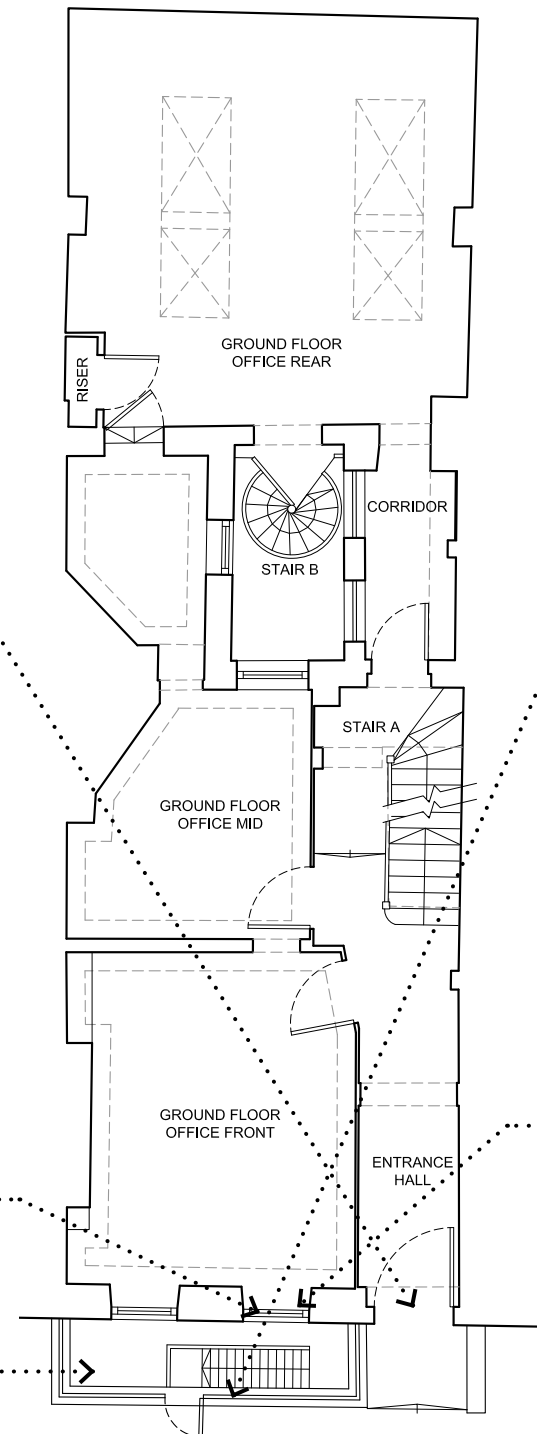 GROUND FLOOR
OFFICE REAR
RISER
CORRIDOR
STAIR B
STAIR A
GROUND FLOOR
OFFICE MID
GROUND FLOOR
OFFICE FRONT
ENTRANCE
HALL